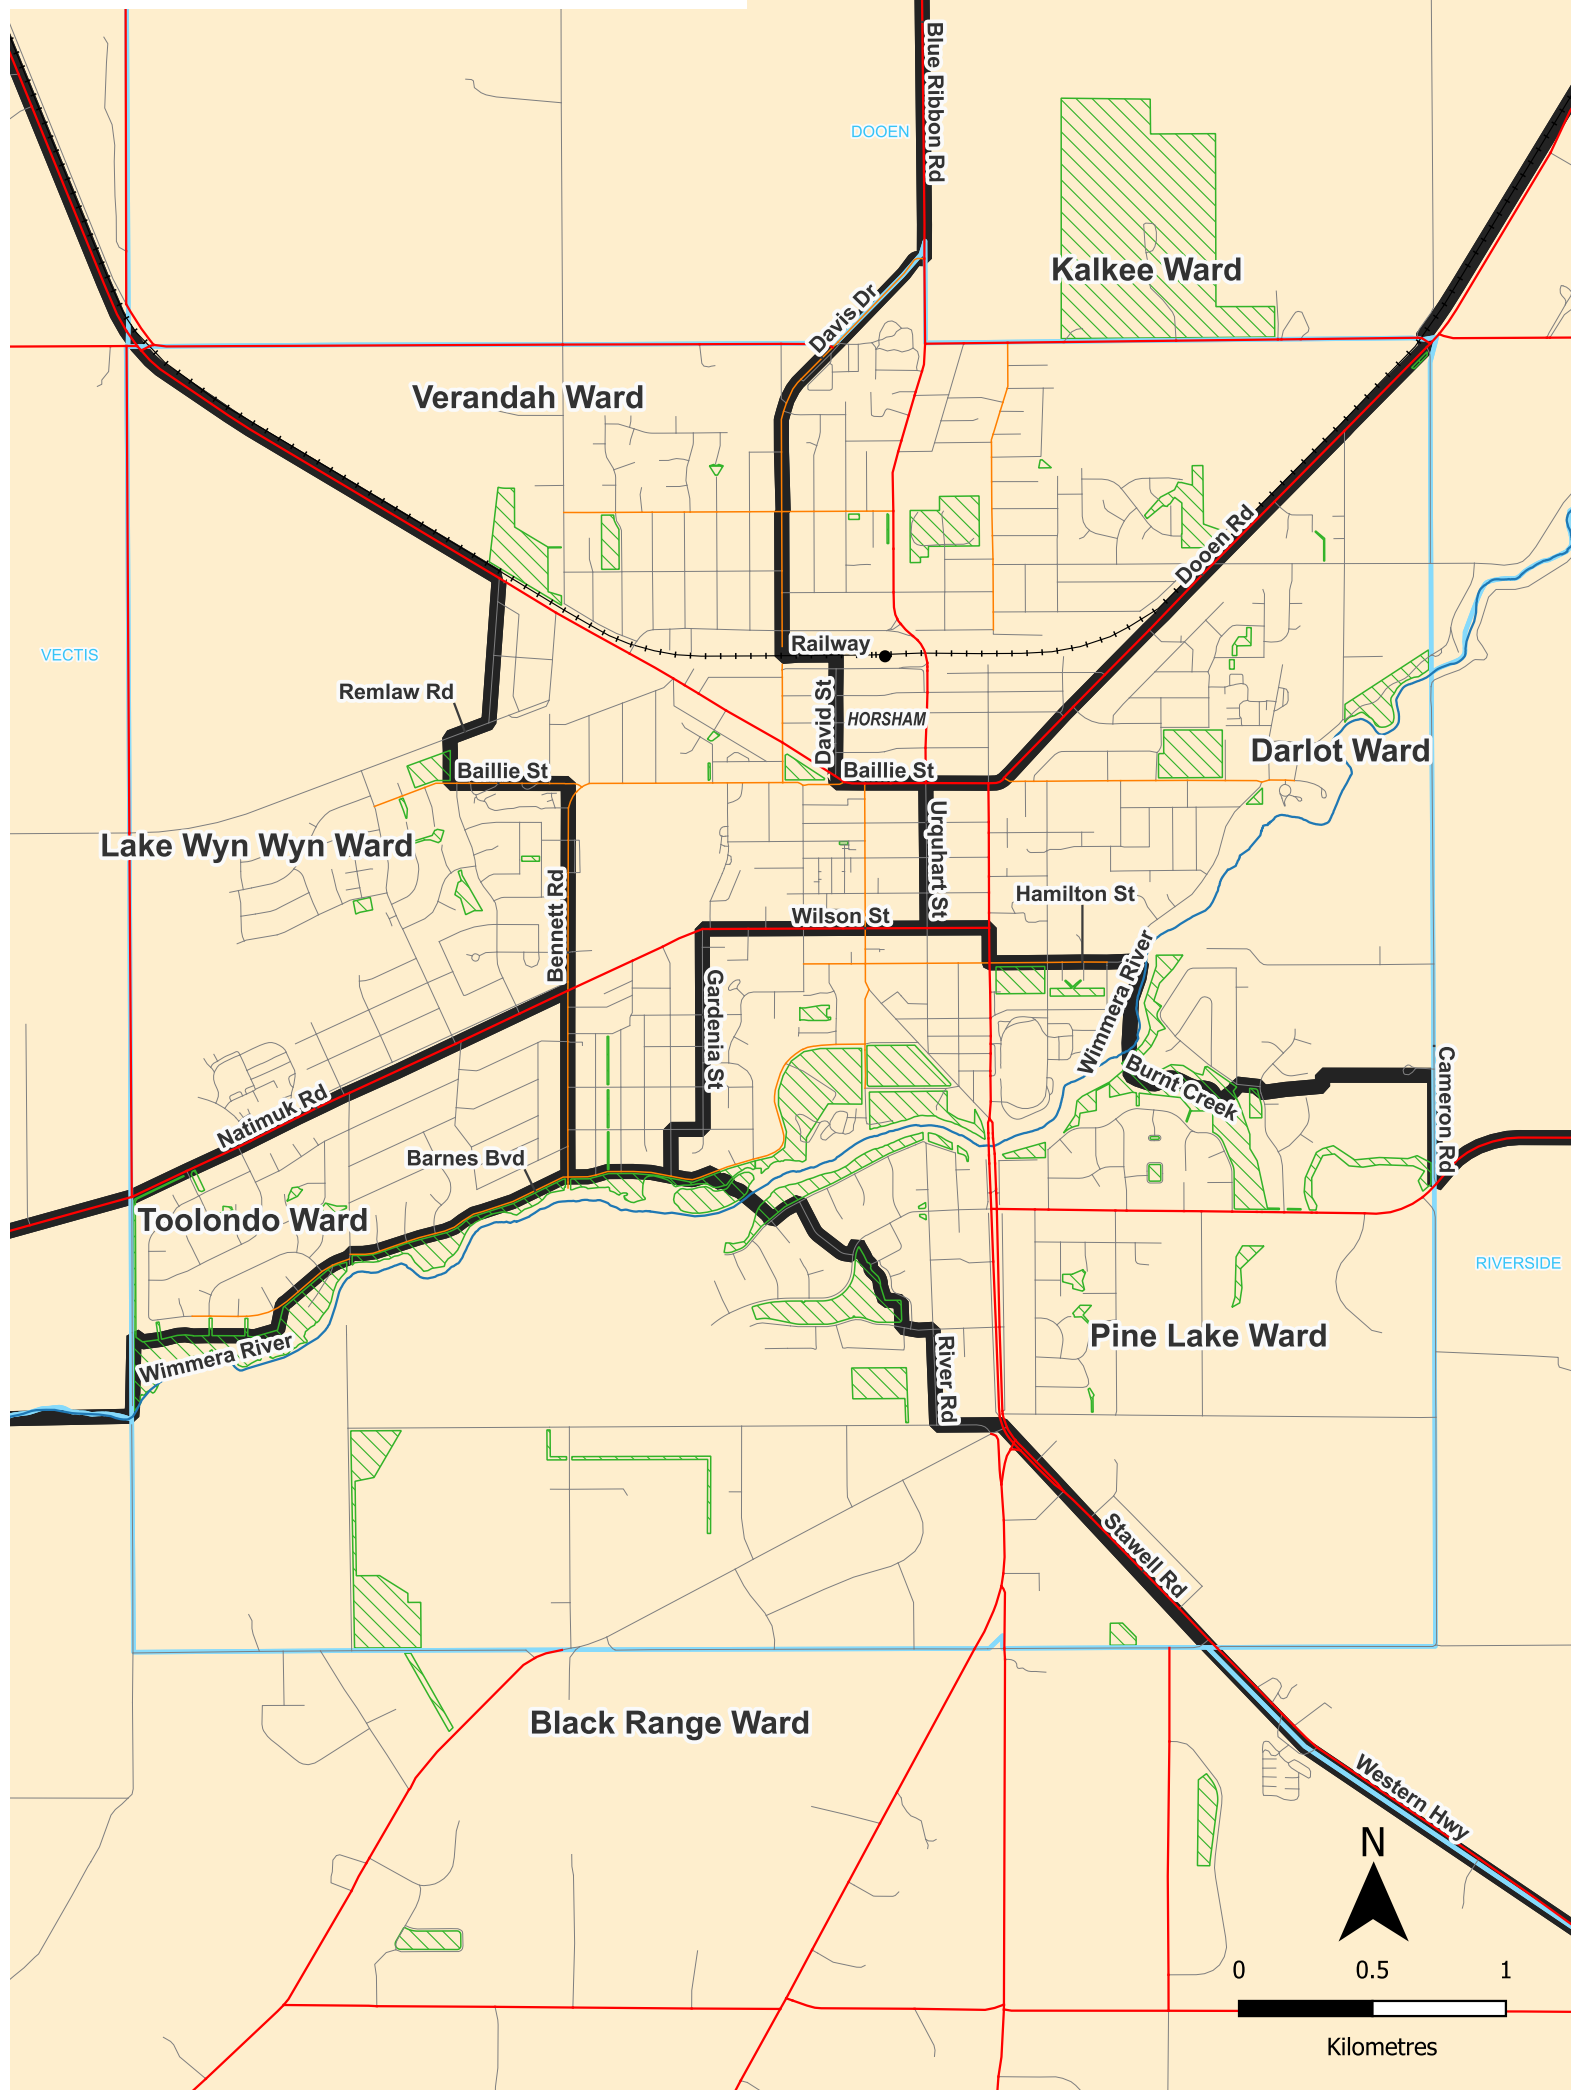 Blue Ribbon Rd
DOOEN
Kalkee Ward
Davis Dr
Verandah Ward
Dooen Rd
Railway
VECTIS
Remlaw Rd
David St
HORSHAM
Darlot Ward
Baillie St
Baillie St
Urquhart St
Lake Wyn Wyn Ward
Bennett Rd
Hamilton St
Wilson St
Gardenia St
Wimmera River
Burnt Creek
Cameron Rd
Natimuk Rd
Barnes Bvd
Toolondo Ward
RIVERSIDE
Pine Lake Ward
Wimmera River
River Rd
Stawell Rd
Black Range Ward
Western Hwy
N
0 0.5 1
Kilometres